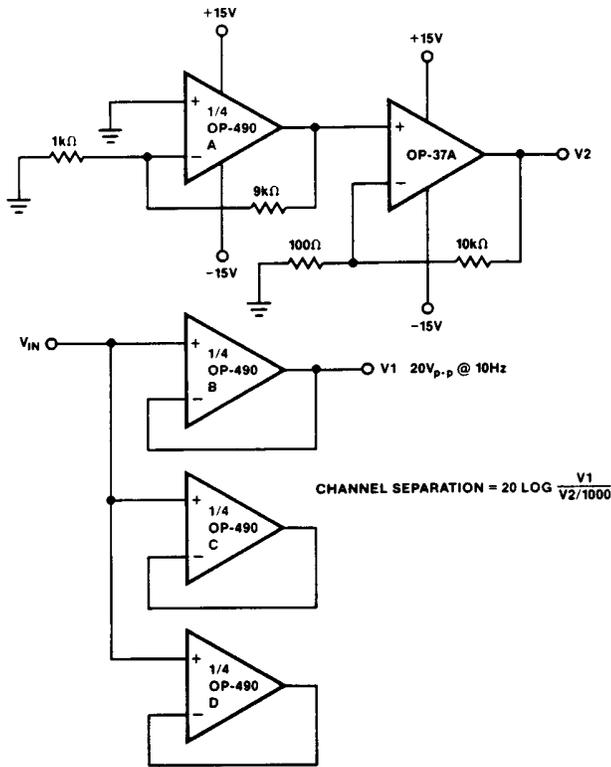 +15V
+15V
+
1/4
OP-490
A
−
1kΩ
9kΩ
−15V
+
OP-37A
−
V2
100Ω
10kΩ
−15V
VIN
+
1/4
OP-490
B
−
V1 20Vp-p @ 10Hz
+
1/4
OP-490
C
−
CHANNEL SEPARATION = 20 LOG V1
V2/1000
+
1/4
OP-490
D
−